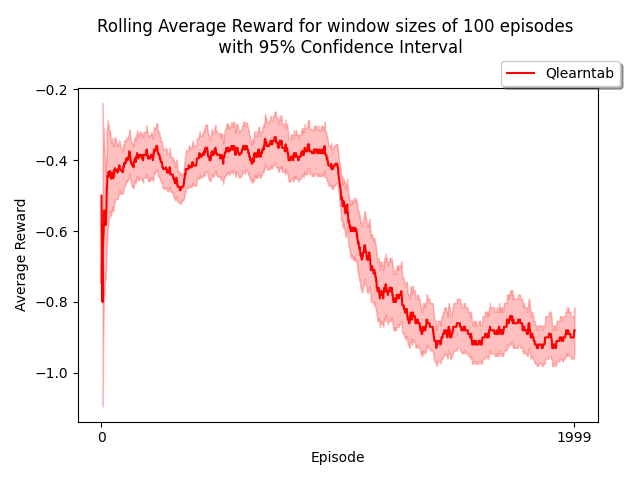 Rolling Average Reward for window sizes of 100 episodes
with 95% Confidence Interval
Qlearntab
−0.2
−0.4
−0.6
−0.8
−1.0
Average Reward
0
1999
Episode